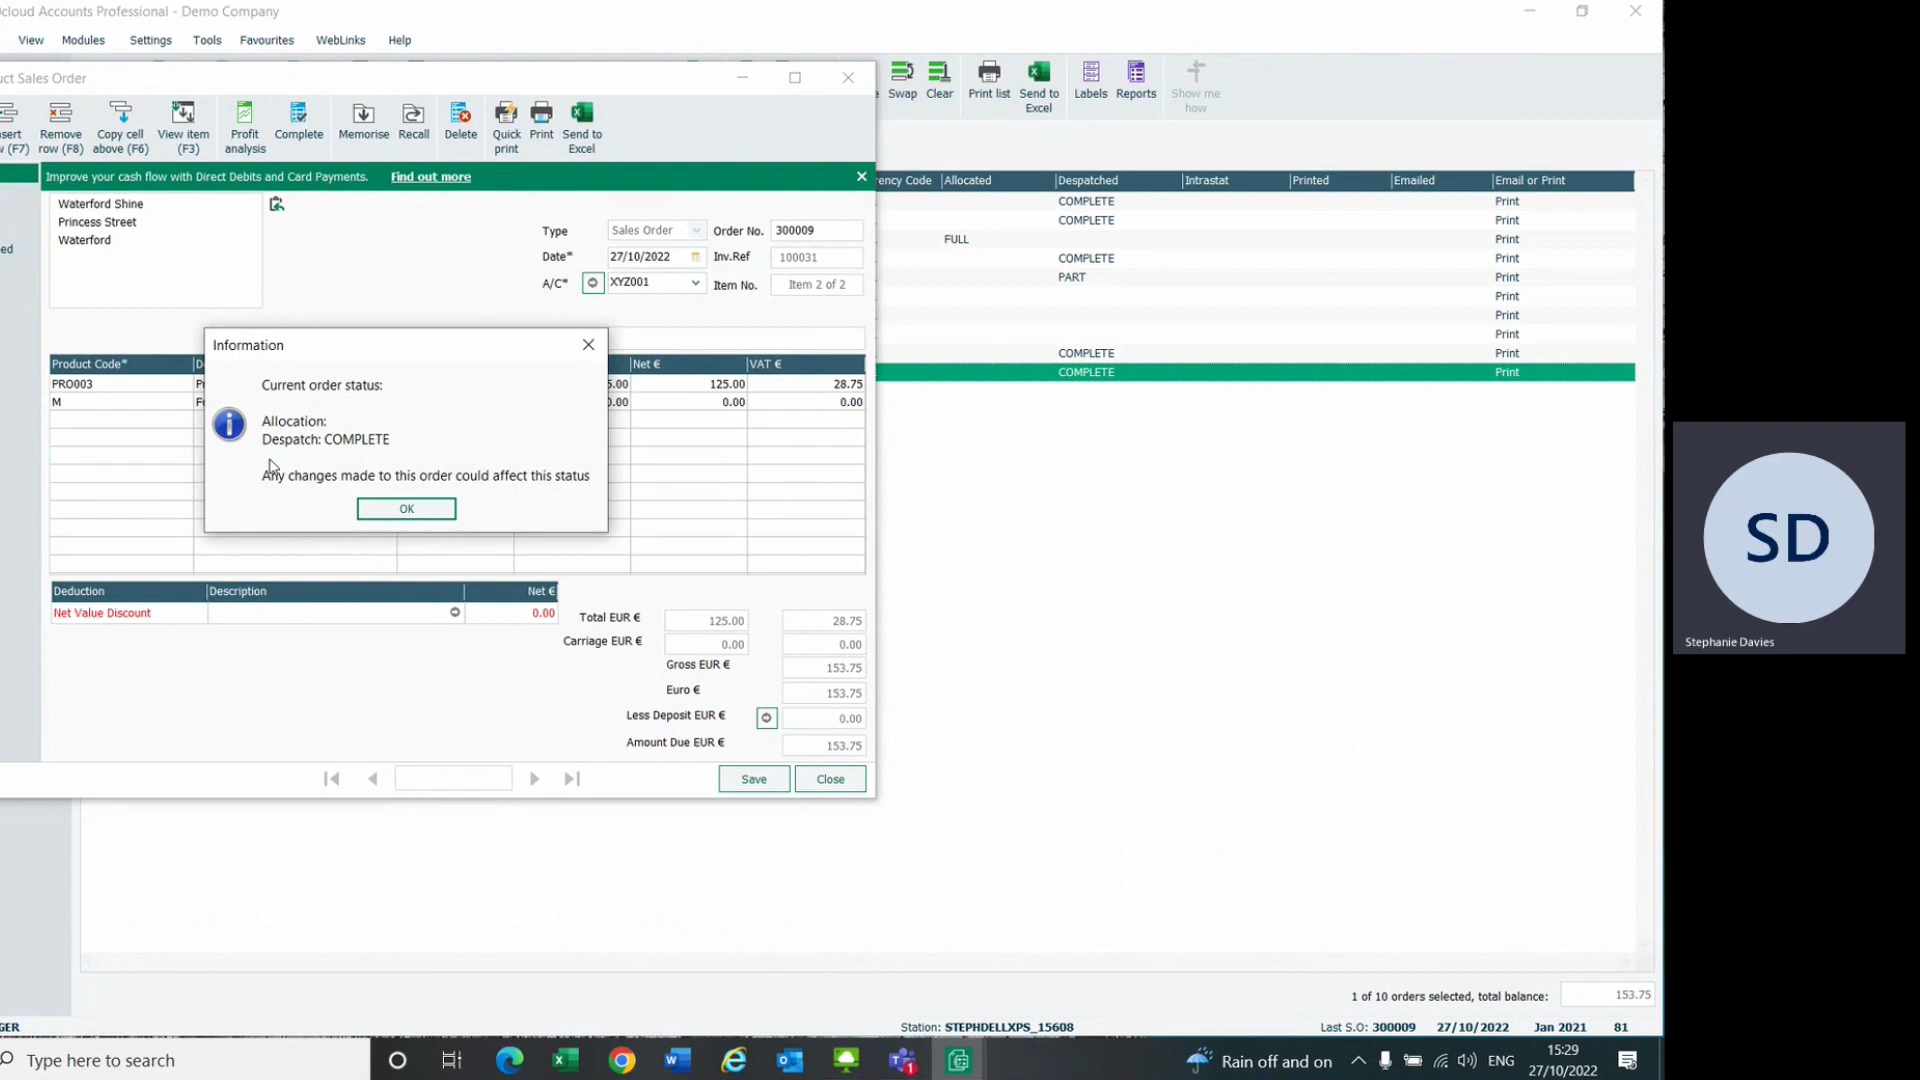 cloud Accounts Professional - Demo Company
View Modules Settings Tools Favourites WebLinks Help
Swap Clear Print list Send to Excel Labels Reports Show me how
ct Sales Order
Remove row (F8) Copy cell above (F6) View item (F3) Profit analysis Complete Memorise Recall Delete Quick print Print Send to Excel
(F7)
Improve your cash flow with Direct Debits and Card Payments. Find out more
Waterford Shine
Princess Street
Waterford
Type Sales Order Order No. 300009
Date* 27/10/2022 Inv.Ref 100031
A/C* XYZ001 Item No. Item 2 of 2
Product Code* Net € VAT €
PRO003 125.00 28.75
M 0.00 0.00
Information
Current order status:
Allocation:
Despatch: COMPLETE
Any changes made to this order could affect this status
OK
Deduction Description Net €
Net Value Discount 0.00
Total EUR € 125.00 28.75
Carriage EUR € 0.00 0.00
Gross EUR € 153.75
Euro € 153.75
Less Deposit EUR € 0.00
Amount Due EUR € 153.75
Save Close
ency Code Allocated Despatched Intrastat Printed Emailed Email or Print
COMPLETE Print
COMPLETE Print
FULL Print
COMPLETE Print
PART Print
Print
Print
Print
COMPLETE Print
COMPLETE Print
1 of 10 orders selected, total balance: 153.75
GER Station: STEPHDELLXPS_15608 Last S.O: 300009 27/10/2022 Jan 2021 81
Type here to search
1
Rain off and on ENG 15:29
27/10/2022
SD
Stephanie Davies